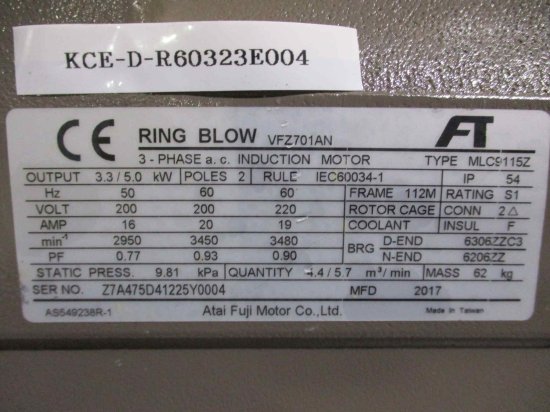 KCE-D-R60323E004
CE RING BLOW VFZ701AN FT
3 - PHASE a. c. INDUCTION MOTOR TYPE MLC9115Z
OUTPUT 3.3 / 5.0 kW POLES 2 RULE IEC60034-1 IP 54
Hz 50 60 60 FRAME 112M RATING S1
VOLT 200 200 220 ROTOR CAGE CONN 2△
AMP 16 20 19 COOLANT INSUL F
min⁻¹ 2950 3450 3480 BRG D-END 6306ZZC3
PF 0.77 0.93 0.90 N-END 6206ZZ
STATIC PRESS. 9.81 kPa QUANTITY 4.4 / 5.7 m³/ min MASS 62 kg
SER NO. Z7A475D41225Y0004 MFD 2017
AS549238R-1 Atai Fuji Motor Co.,Ltd. Made in Taiwan